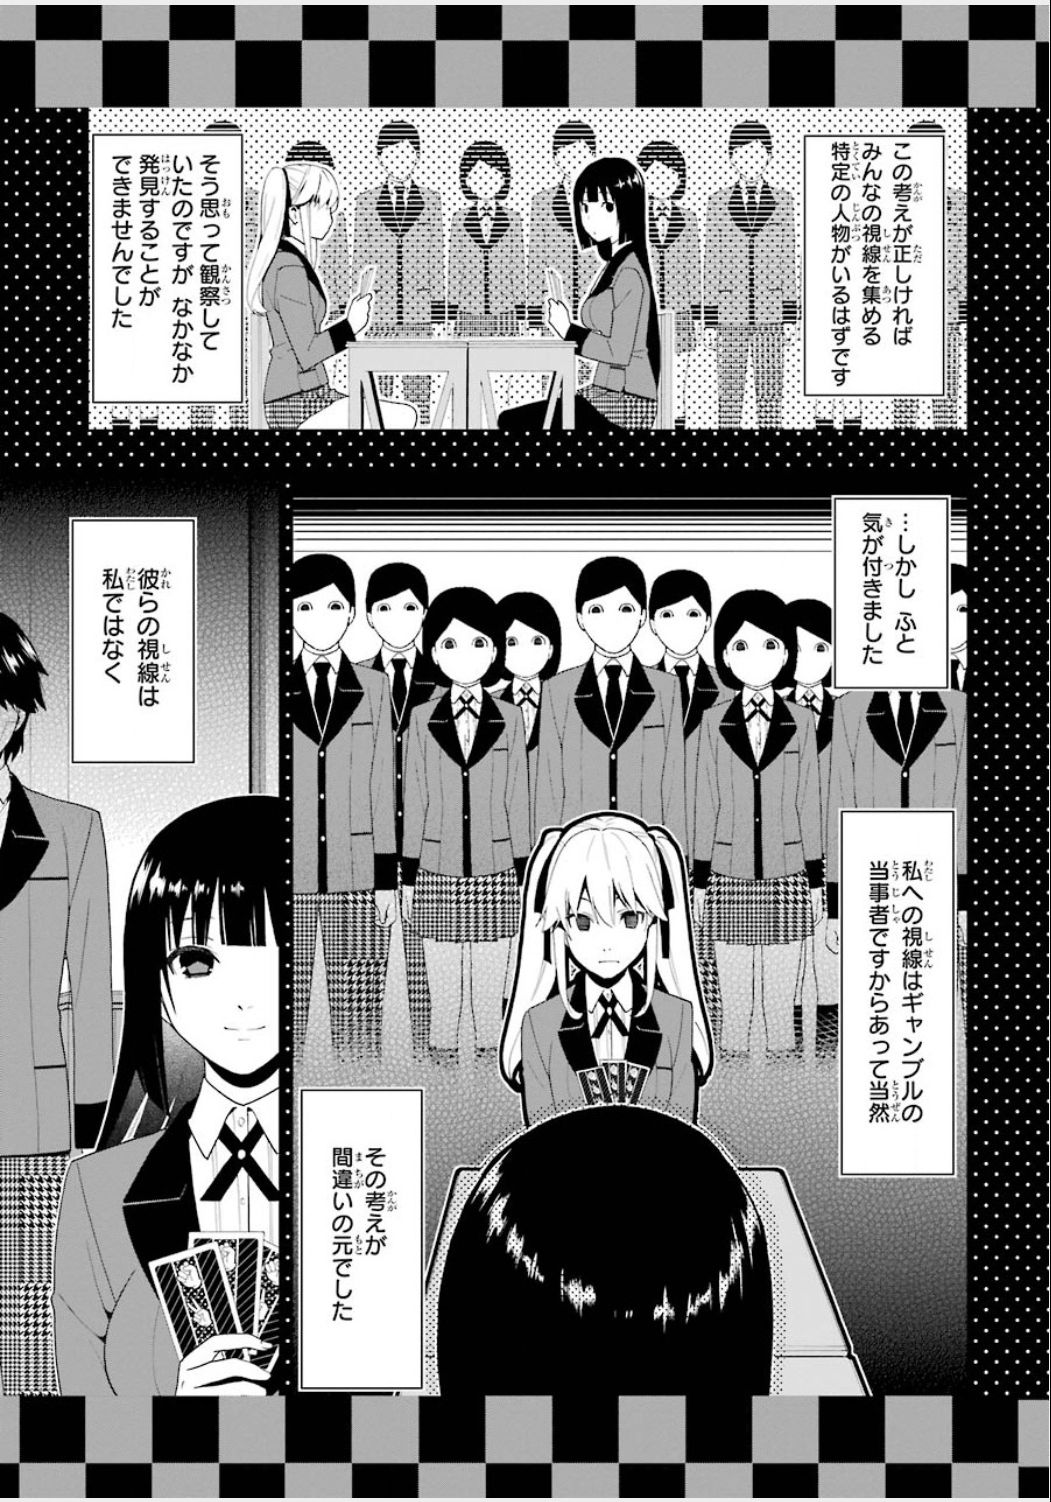 この考えが正しければ
みんなの視線を集める
特定の人物がいるはずです
そう思って観察して
いたのですが なかなか
発見することが
できませんでした
…しかし ふと
気が付きました
私への視線はギャンブルの
当事者ですからあって当然
その考えが
間違いの元でした
彼らの視線は
私ではなく